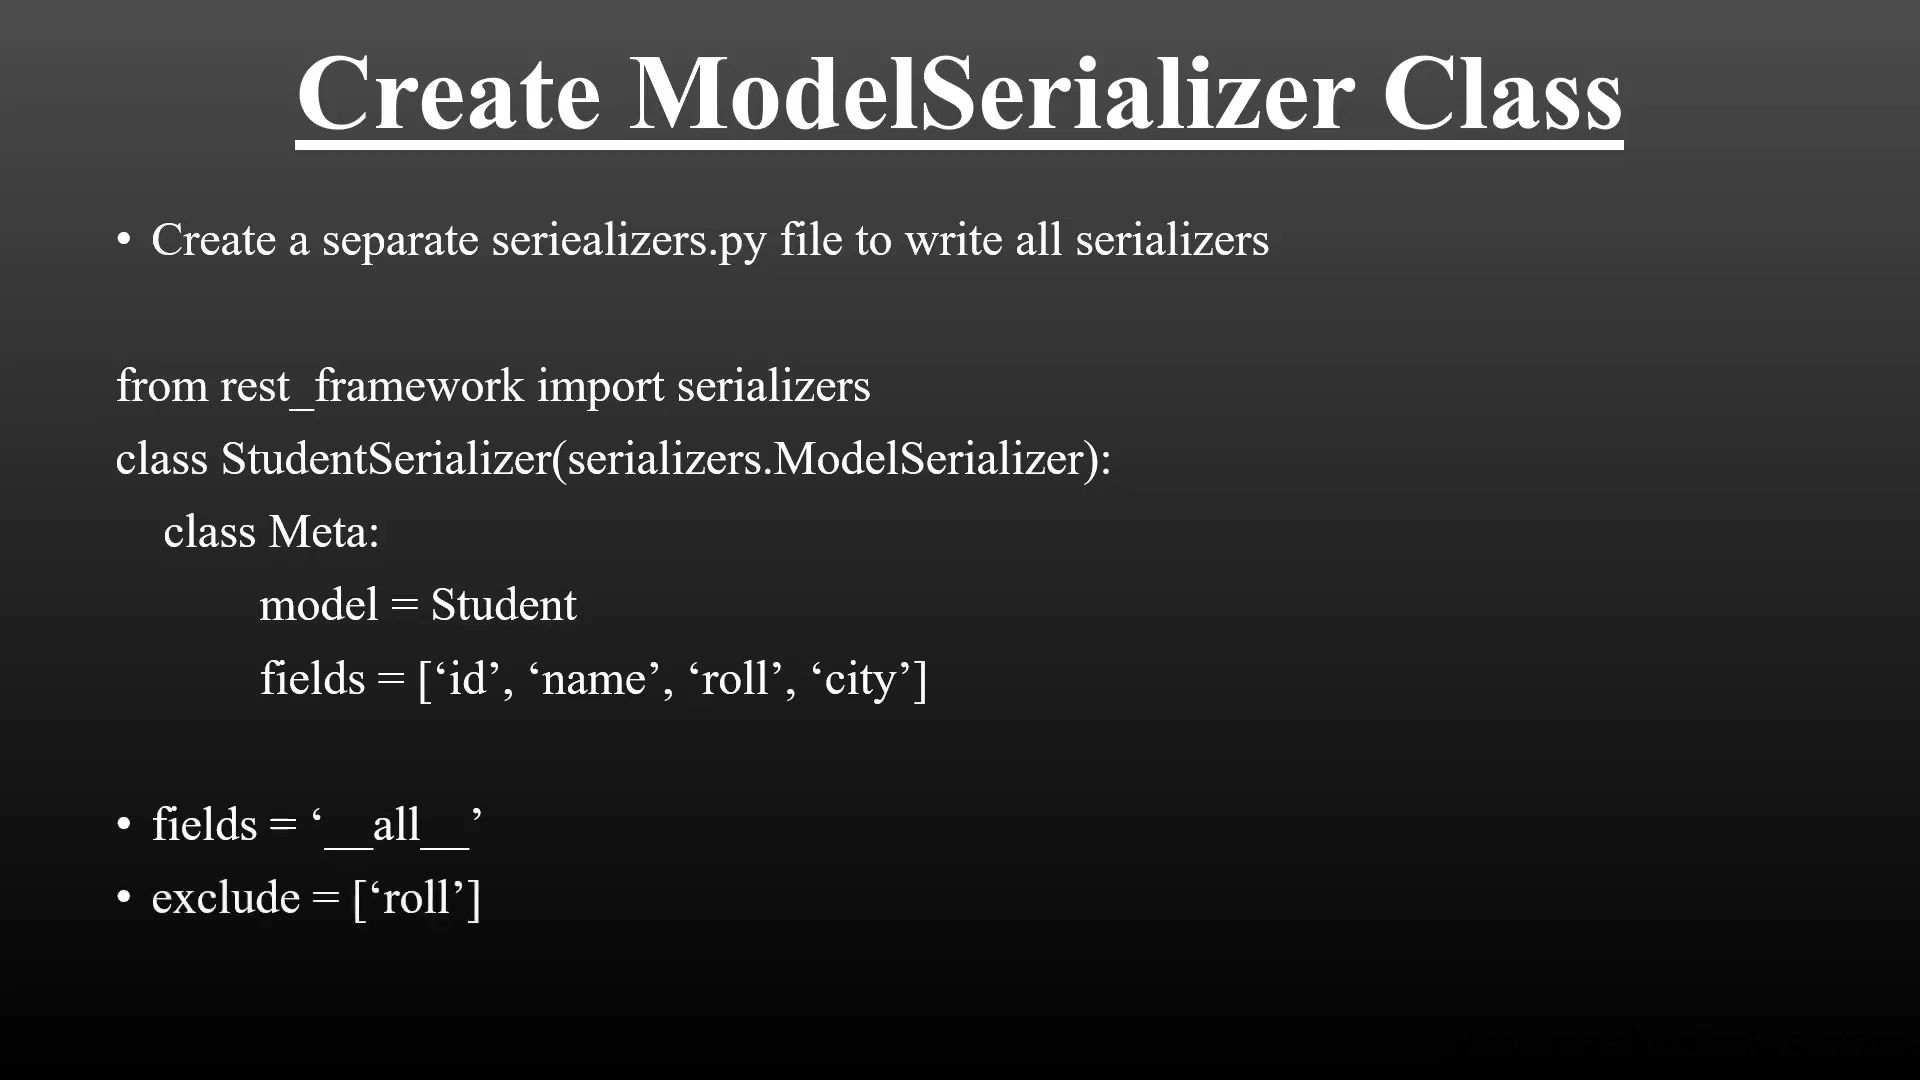 Create ModelSerializer Class
• Create a separate seriealizers.py file to write all serializers
from rest_framework import serializers
class StudentSerializer(serializers.ModelSerializer):
class Meta:
model = Student
fields = [‘id’, ‘name’, ‘roll’, ‘city’]
• fields = ‘__all__’
• exclude = [‘roll’]